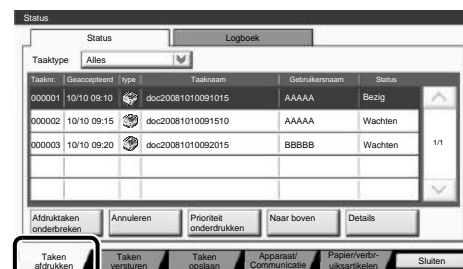 Status
Status Logboek
Taaktype Alles
Taaknr. Geaccepteerd type Taaknaam Gebruikersnaam Status
000001 10/10 09:10 doc20081010091015 AAAAA Bezig
000002 10/10 09:15 doc20081010091510 AAAAA Wachten
000003 10/10 09:20 doc20081010092015 BBBBB Wachten
1/1
Afdruktaken onderbreken
Annuleren
Prioriteit onderdrukken
Naar boven
Details
Taken afdrukken
Taken versturen
Taken opslaan
Apparaat/ Communicatie
Papier/verbr- uiksartikelen
Sluiten